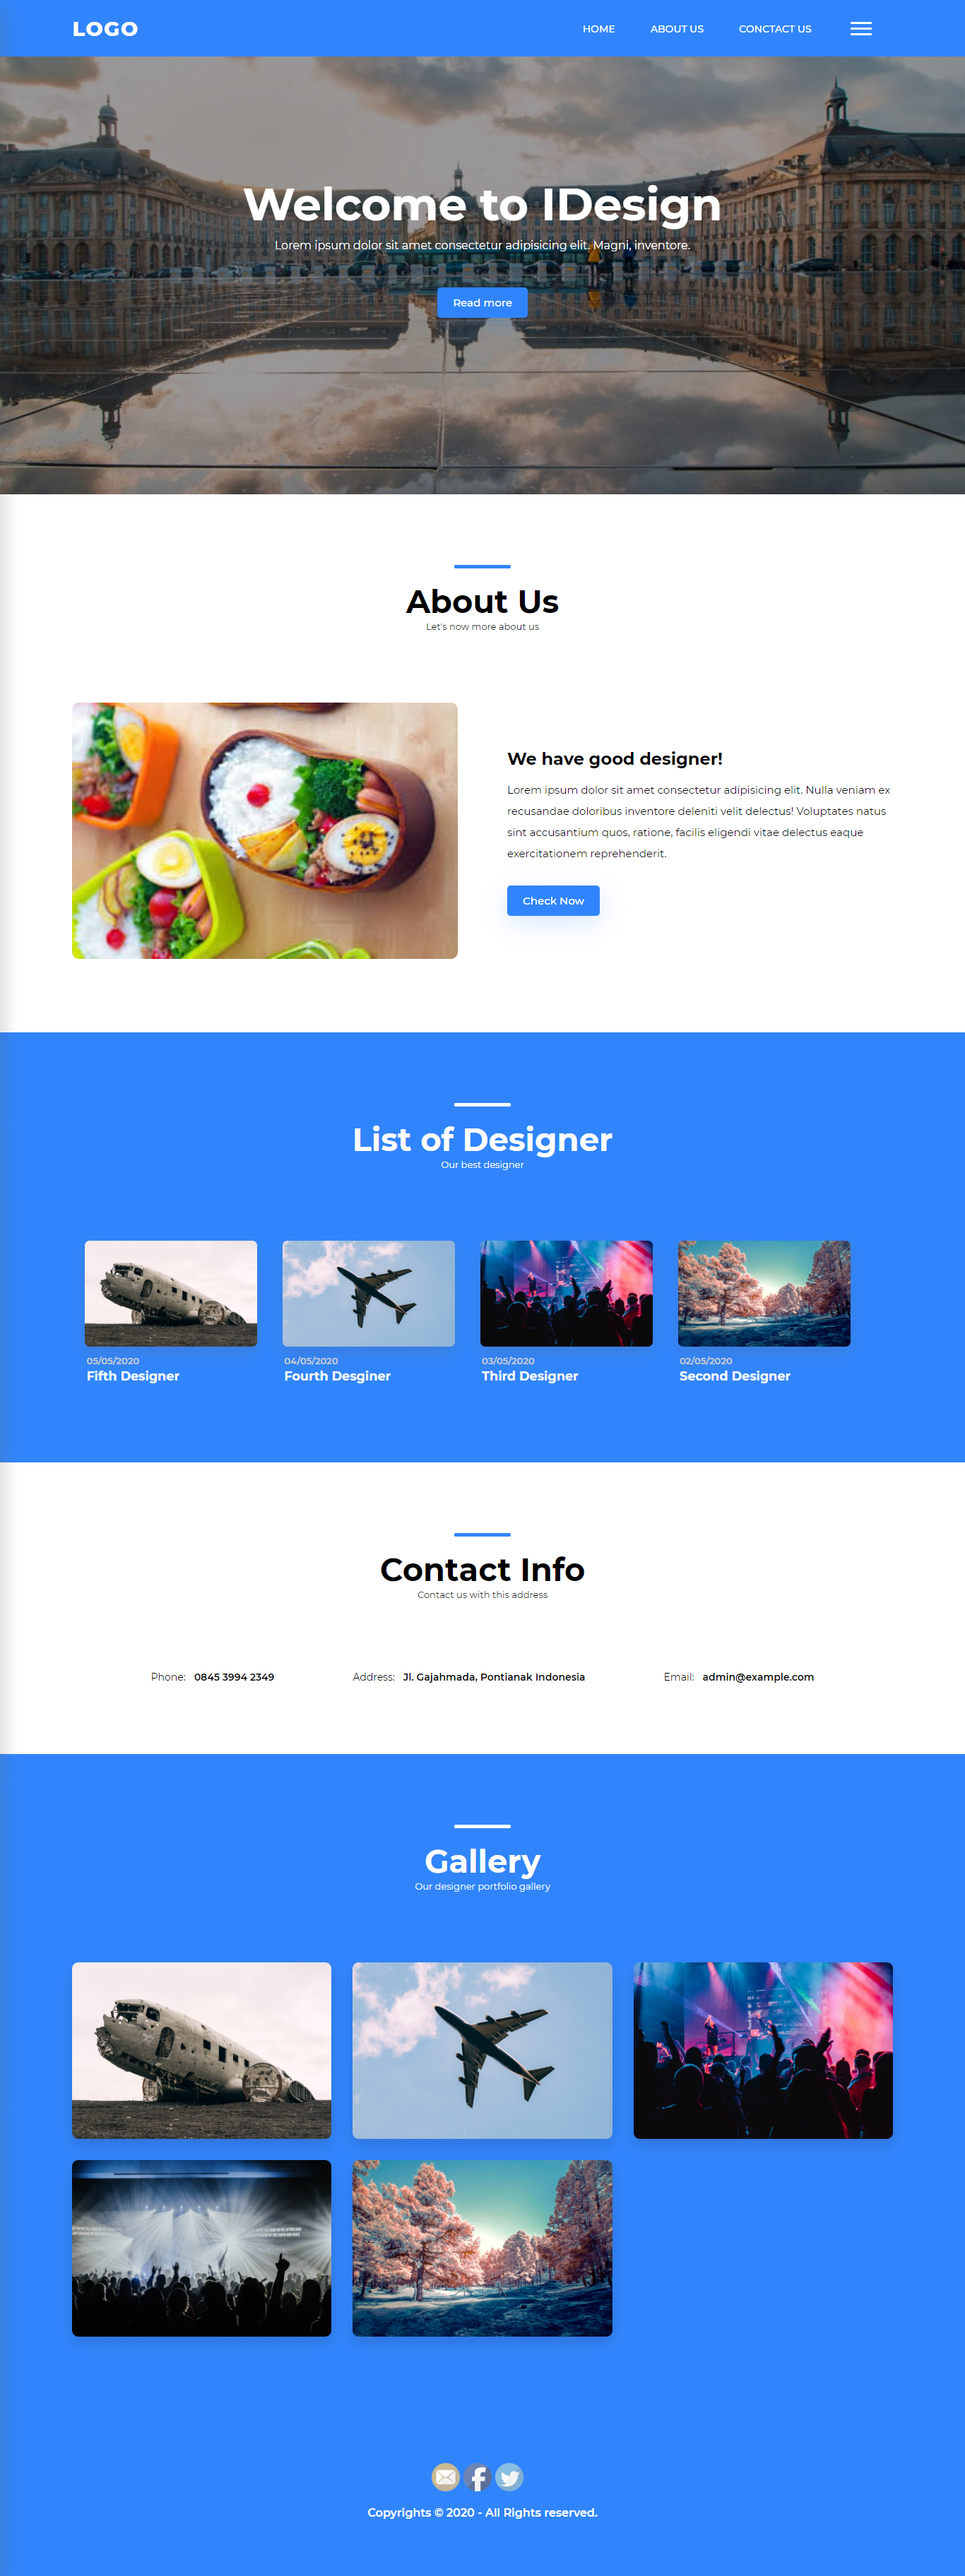 LOGO
HOME
ABOUT US
CONCTACT US
Welcome to IDesign
Lorem ipsum dolor sit amet consectetur adipisicing elit. Magni, inventore.
Read more
About Us
Let's now more about us
We have good designer!
Lorem ipsum dolor sit amet consectetur adipisicing elit. Nulla veniam ex
recusandae doloribus inventore deleniti velit delectus! Voluptates natus
sint accusantium quos, ratione, facilis eligendi vitae delectus eaque
exercitationem reprehenderit.
Check Now
List of Designer
Our best designer
05/05/2020
Fifth Designer
04/05/2020
Fourth Desginer
03/05/2020
Third Designer
02/05/2020
Second Designer
Contact Info
Contact us with this address
Phone: 0845 3994 2349
Address: Jl. Gajahmada, Pontianak Indonesia
Email: admin@example.com
Gallery
Our designer portfolio gallery
Copyrights © 2020 - All Rights reserved.